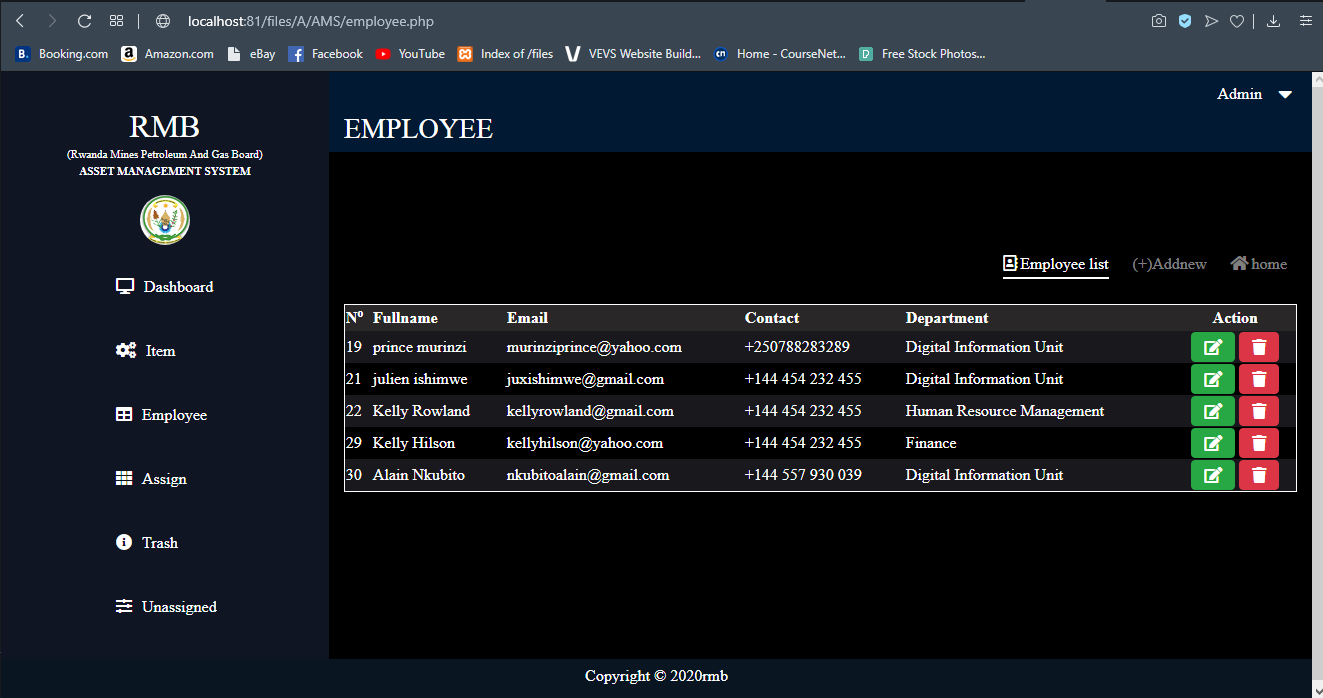 localhost:81/files/A/AMS/employee.php
B. Booking.com a Amazon.com eBay Facebook YouTube Index of /files VEVS Website Build... cn Home - CourseNet... Free Stock Photos...
Admin
RMB
(Rwanda Mines Petroleum And Gas Board)
ASSET MANAGEMENT SYSTEM
EMPLOYEE
Employee list (+)Addnew home
Dashboard
Item
Employee
Assign
Trash
Unassigned
Nº Fullname Email Contact Department Action
19 prince murinzi murinziprince@yahoo.com +250788283289 Digital Information Unit
21 julien ishimwe juxishimwe@gmail.com +144 454 232 455 Digital Information Unit
22 Kelly Rowland kellyrowland@gmail.com +144 454 232 455 Human Resource Management
29 Kelly Hilson kellyhilson@yahoo.com +144 454 232 455 Finance
30 Alain Nkubito nkubitoalain@gmail.com +144 557 930 039 Digital Information Unit
Copyright © 2020rmb